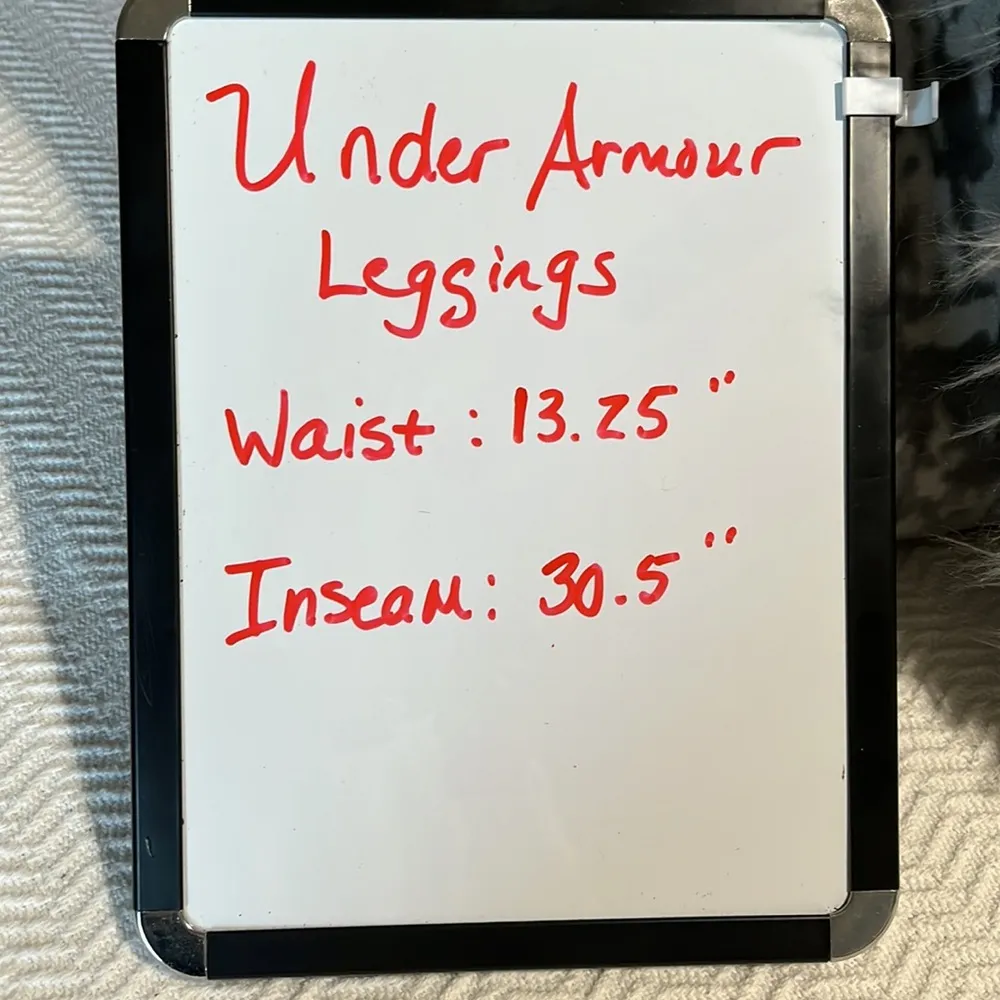 Under Armour
Leggings
Waist : 13.25"
Inseam: 30.5"